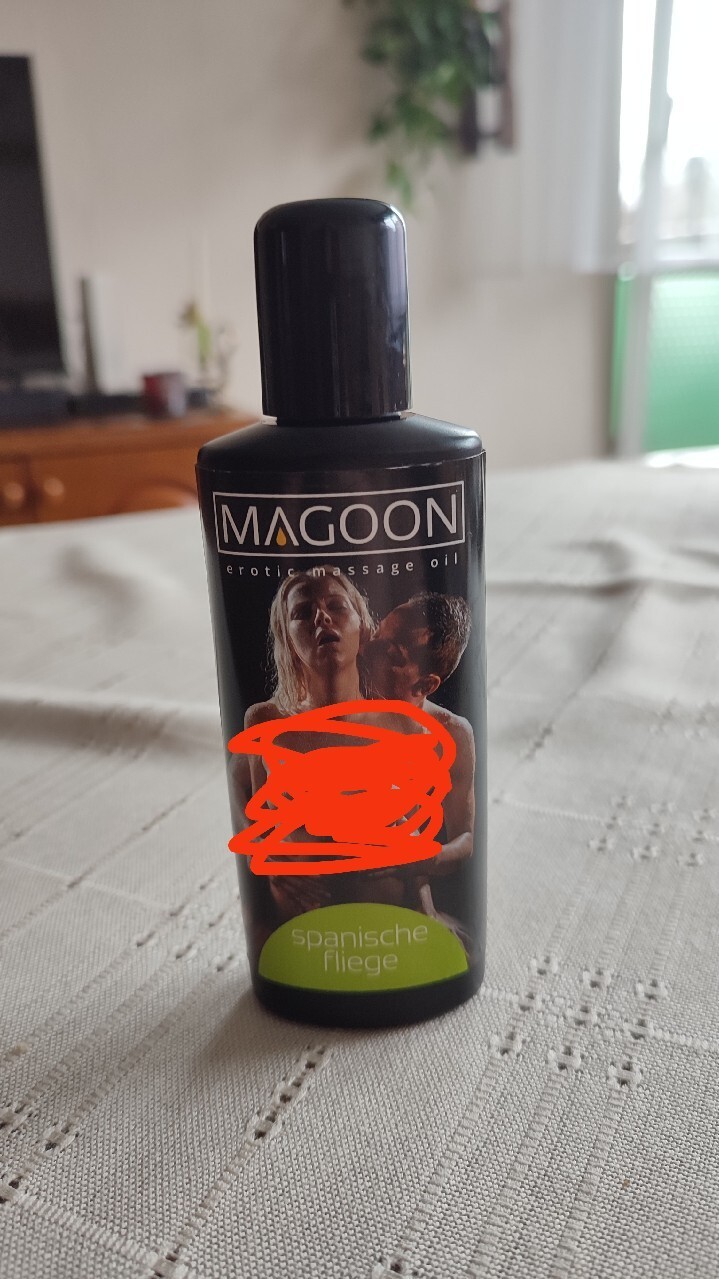 MAGOON
erotic massage oil
spanische
fliege